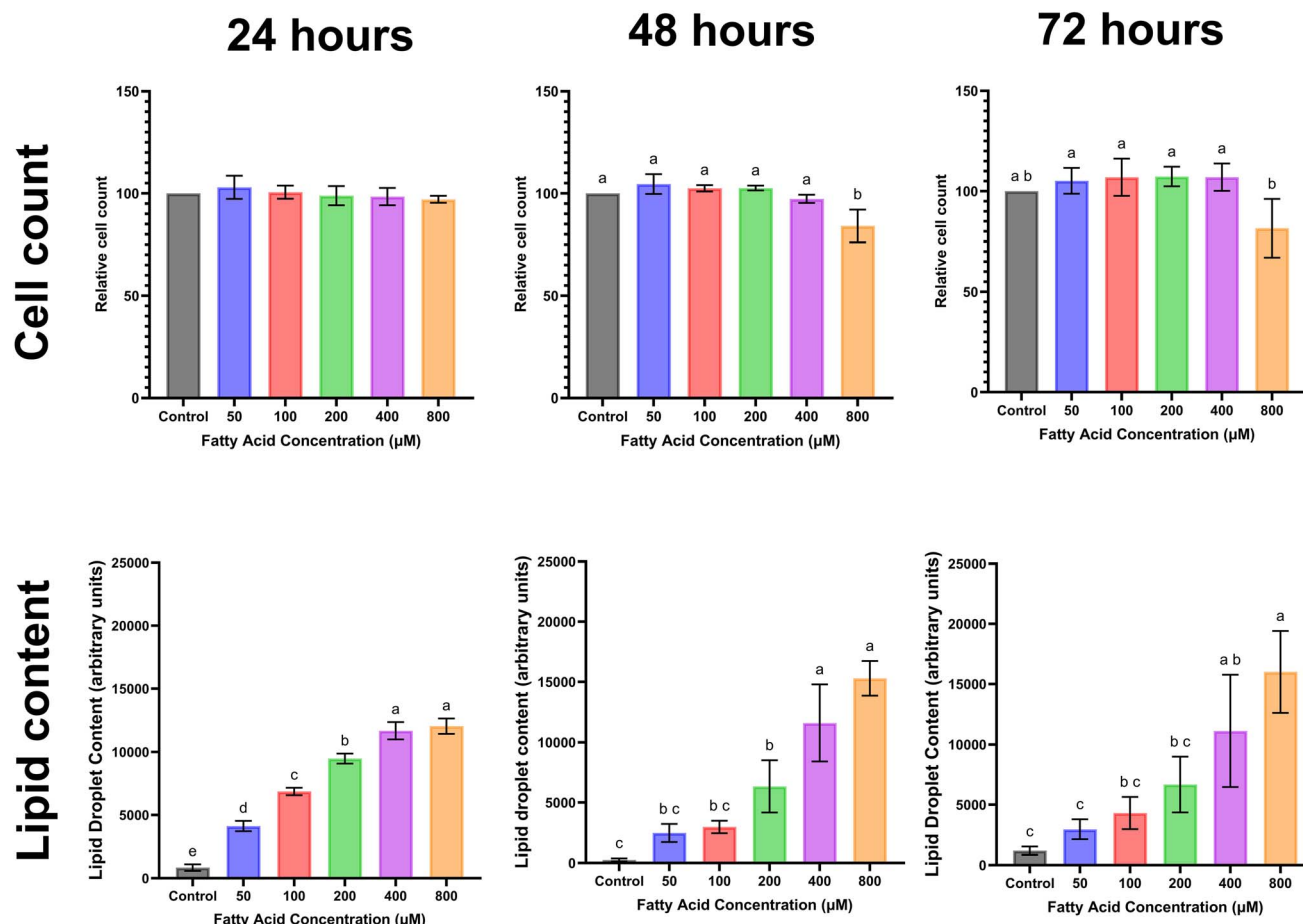 24 hours
48 hours
72 hours
Cell count
Relative cell count
150
100
50
0
Control 50 100 200 400 800
Fatty Acid Concentration (µM)
Relative cell count
150
100
50
0
a a a a a b
Control 50 100 200 400 800
Fatty Acid Concentration (µM)
Relative cell count
150
100
50
0
a b a a a a b
Control 50 100 200 400 800
Fatty Acid Concentration (µM)
Lipid content
Lipid Droplet Content (arbitrary units)
25000
20000
15000
10000
5000
0
e d c b a a
Control 50 100 200 400 800
Fatty Acid Concentration (µM)
Lipid droplet content (arbitrary units)
25000
20000
15000
10000
5000
0
c b c b c b a a
Control 50 100 200 400 800
Fatty Acid Concentration (µM)
Lipid Droplet Content (arbitrary units)
25000
20000
15000
10000
5000
0
c c b c b c a b a
Control 50 100 200 400 800
Fatty Acid Concentration (µM)